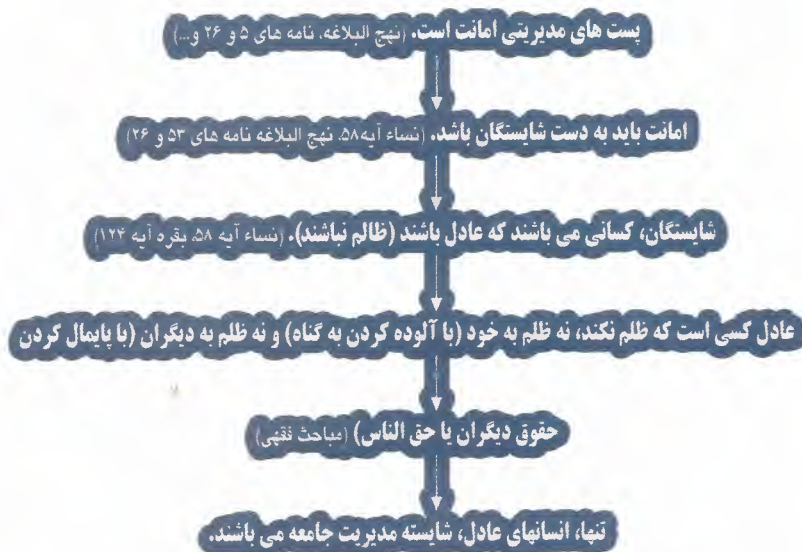 پست های مدیریتی امانت است. (نهج البلاغه، نامه های ۵ و ۲۶ و...)
امانت باید به دست شایستگان باشد. (نساء آیه۵۸، نهج البلاغه نامه های ۵۳ و ۲۶)
شایستگان، کسانی می باشند که عادل باشند (ظالم نباشند). (نساء آیه ۵۸، بقره آیه ۱۲۴)
عادل کسی است که ظلم نکند، نه ظلم به خود (با آلوده کردن به گناه) و نه ظلم به دیگران (با پایمال کردن
حقوق دیگران یا حق الناس) (مباحث فقهی)
تنها، انسانهای عادل، شایسته مدیریت جامعه می باشند.